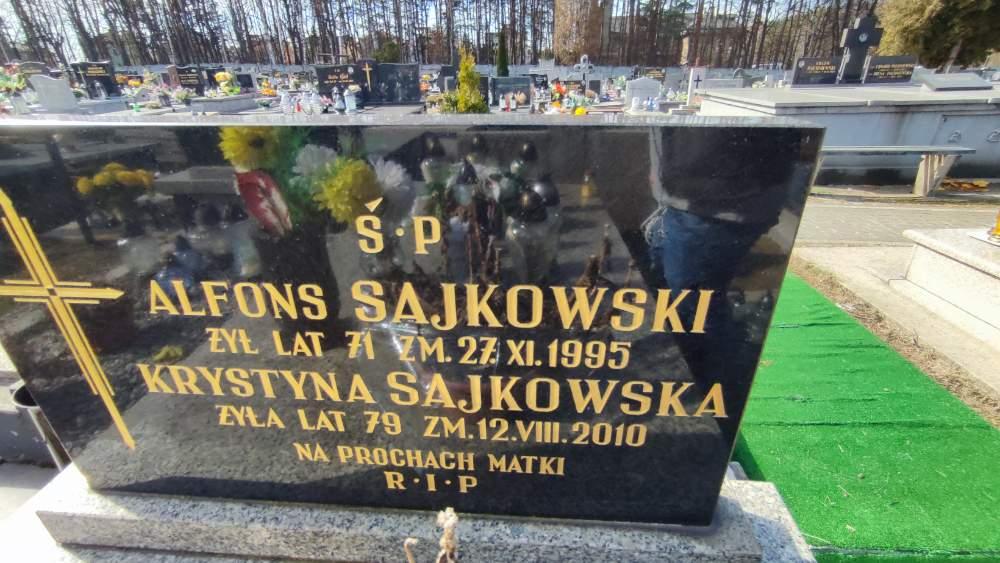 Ś·P
ALFONS SAJKOWSKI
ŻYŁ LAT 71 ZM. 27. XI. 1995
KRYSTYNA SAJKOWSKA
ŻYŁA LAT 79 ZM. 12. VIII. 2010
NA PROCHACH MATKI
R·I·P